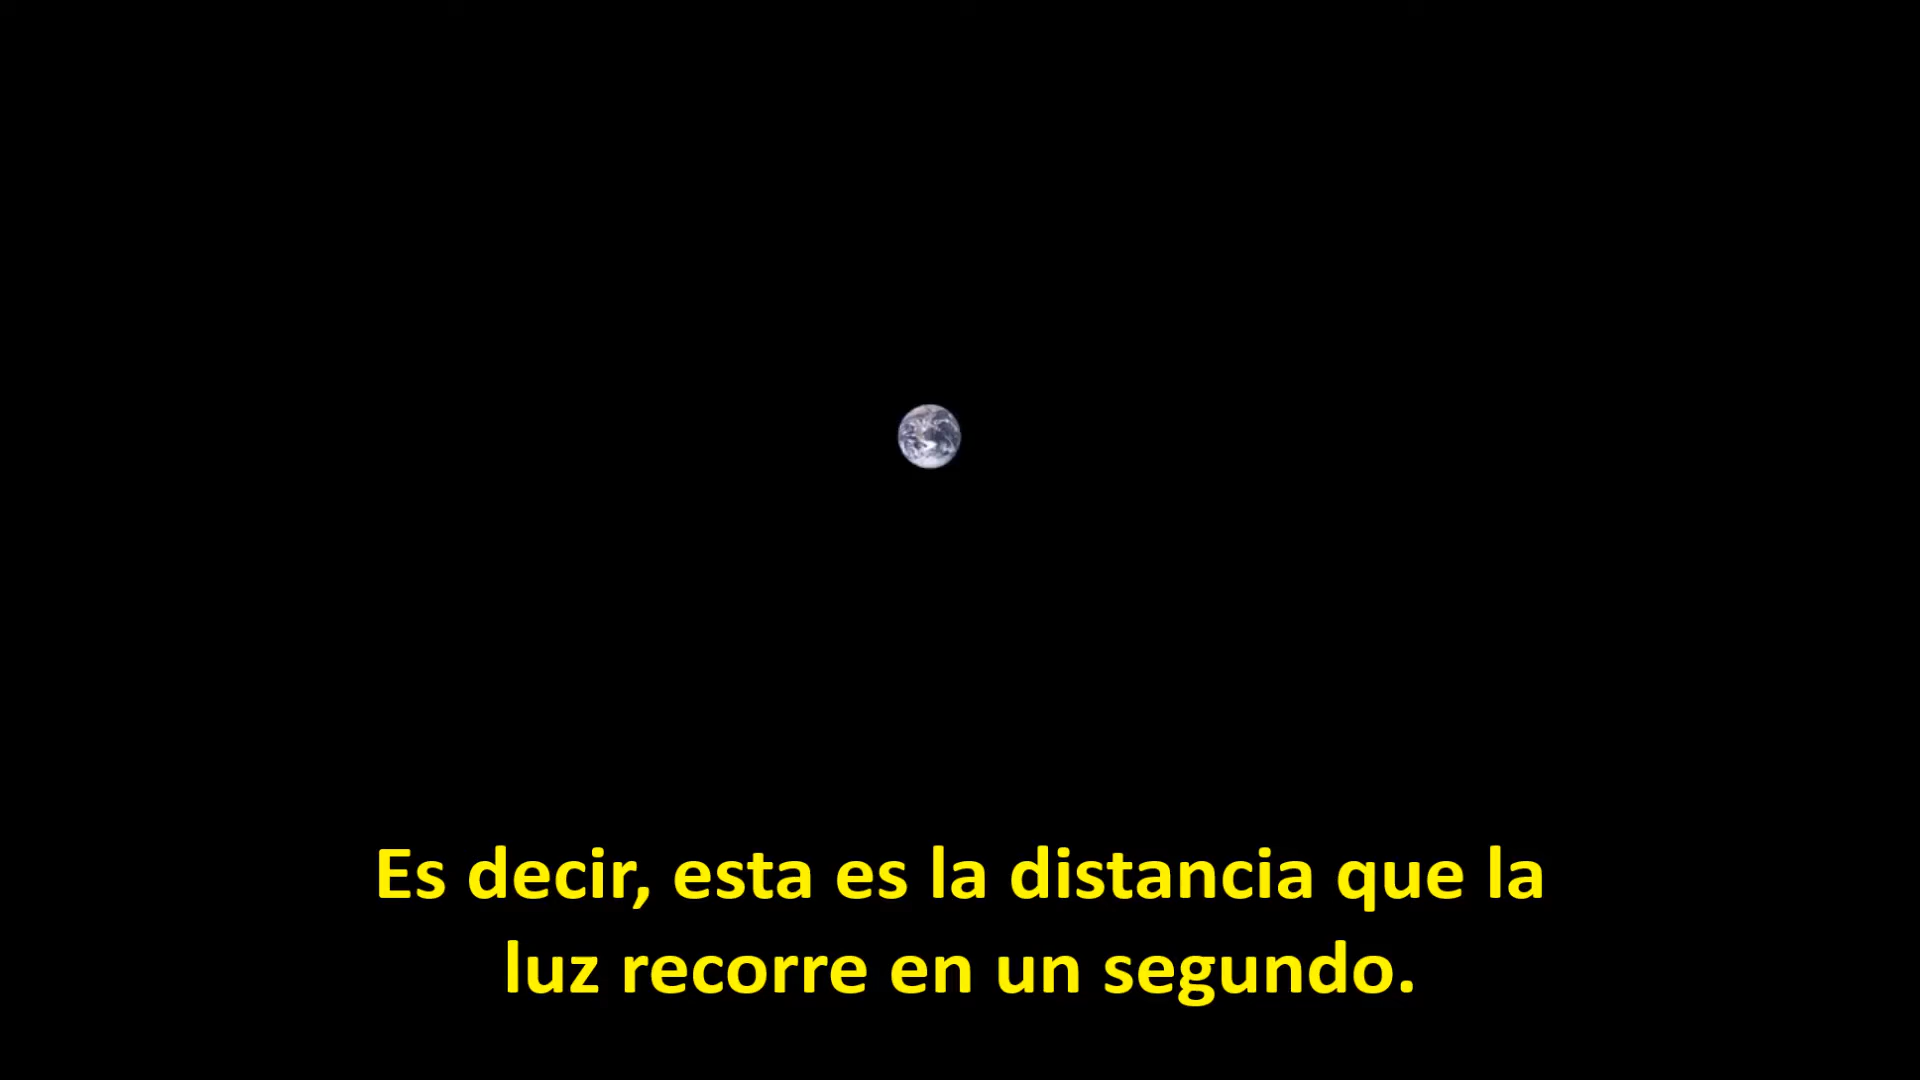 Es decir, esta es la distancia que la
luz recorre en un segundo.